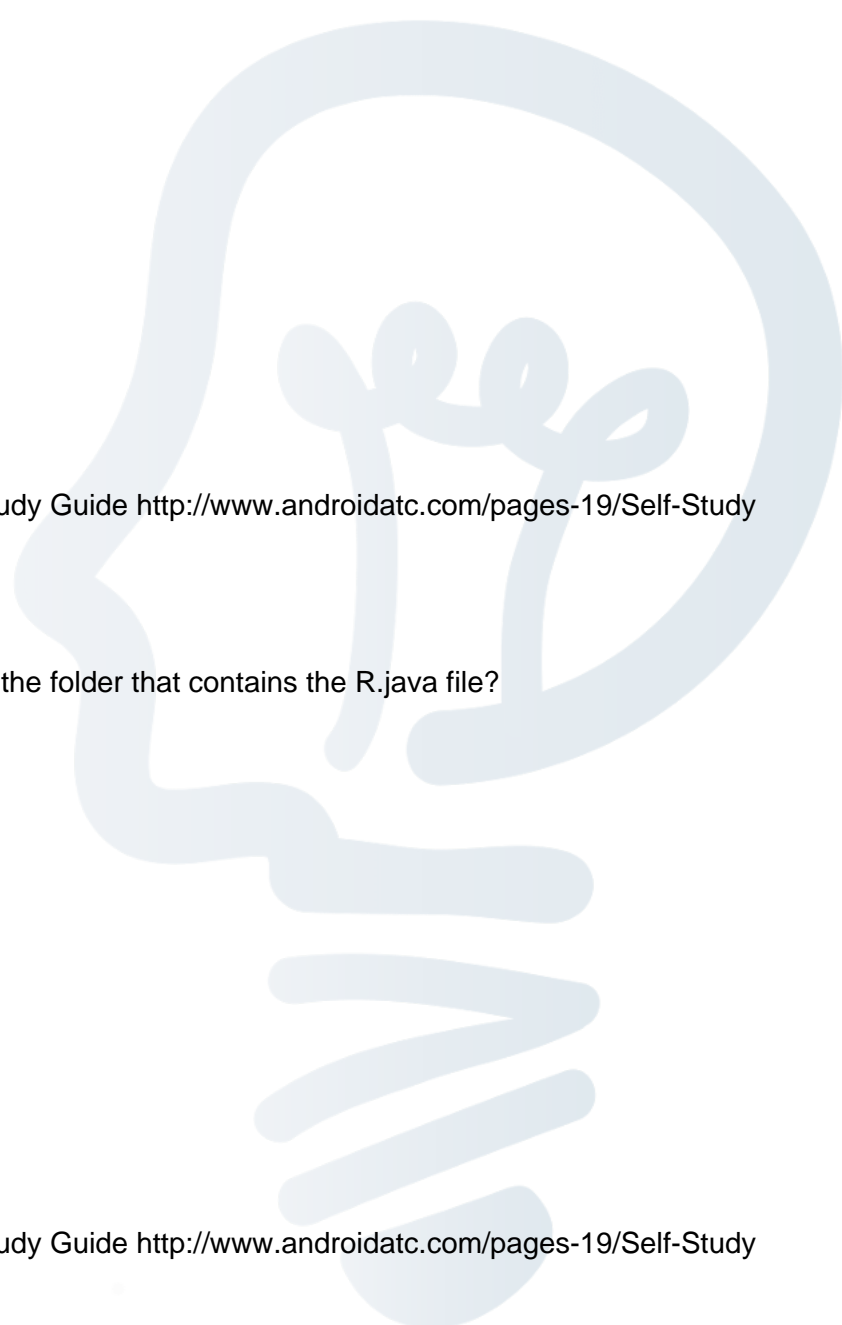 udy Guide http://www.androidatc.com/pages-19/Self-Study
the folder that contains the R.java file?
udy Guide http://www.androidatc.com/pages-19/Self-Study